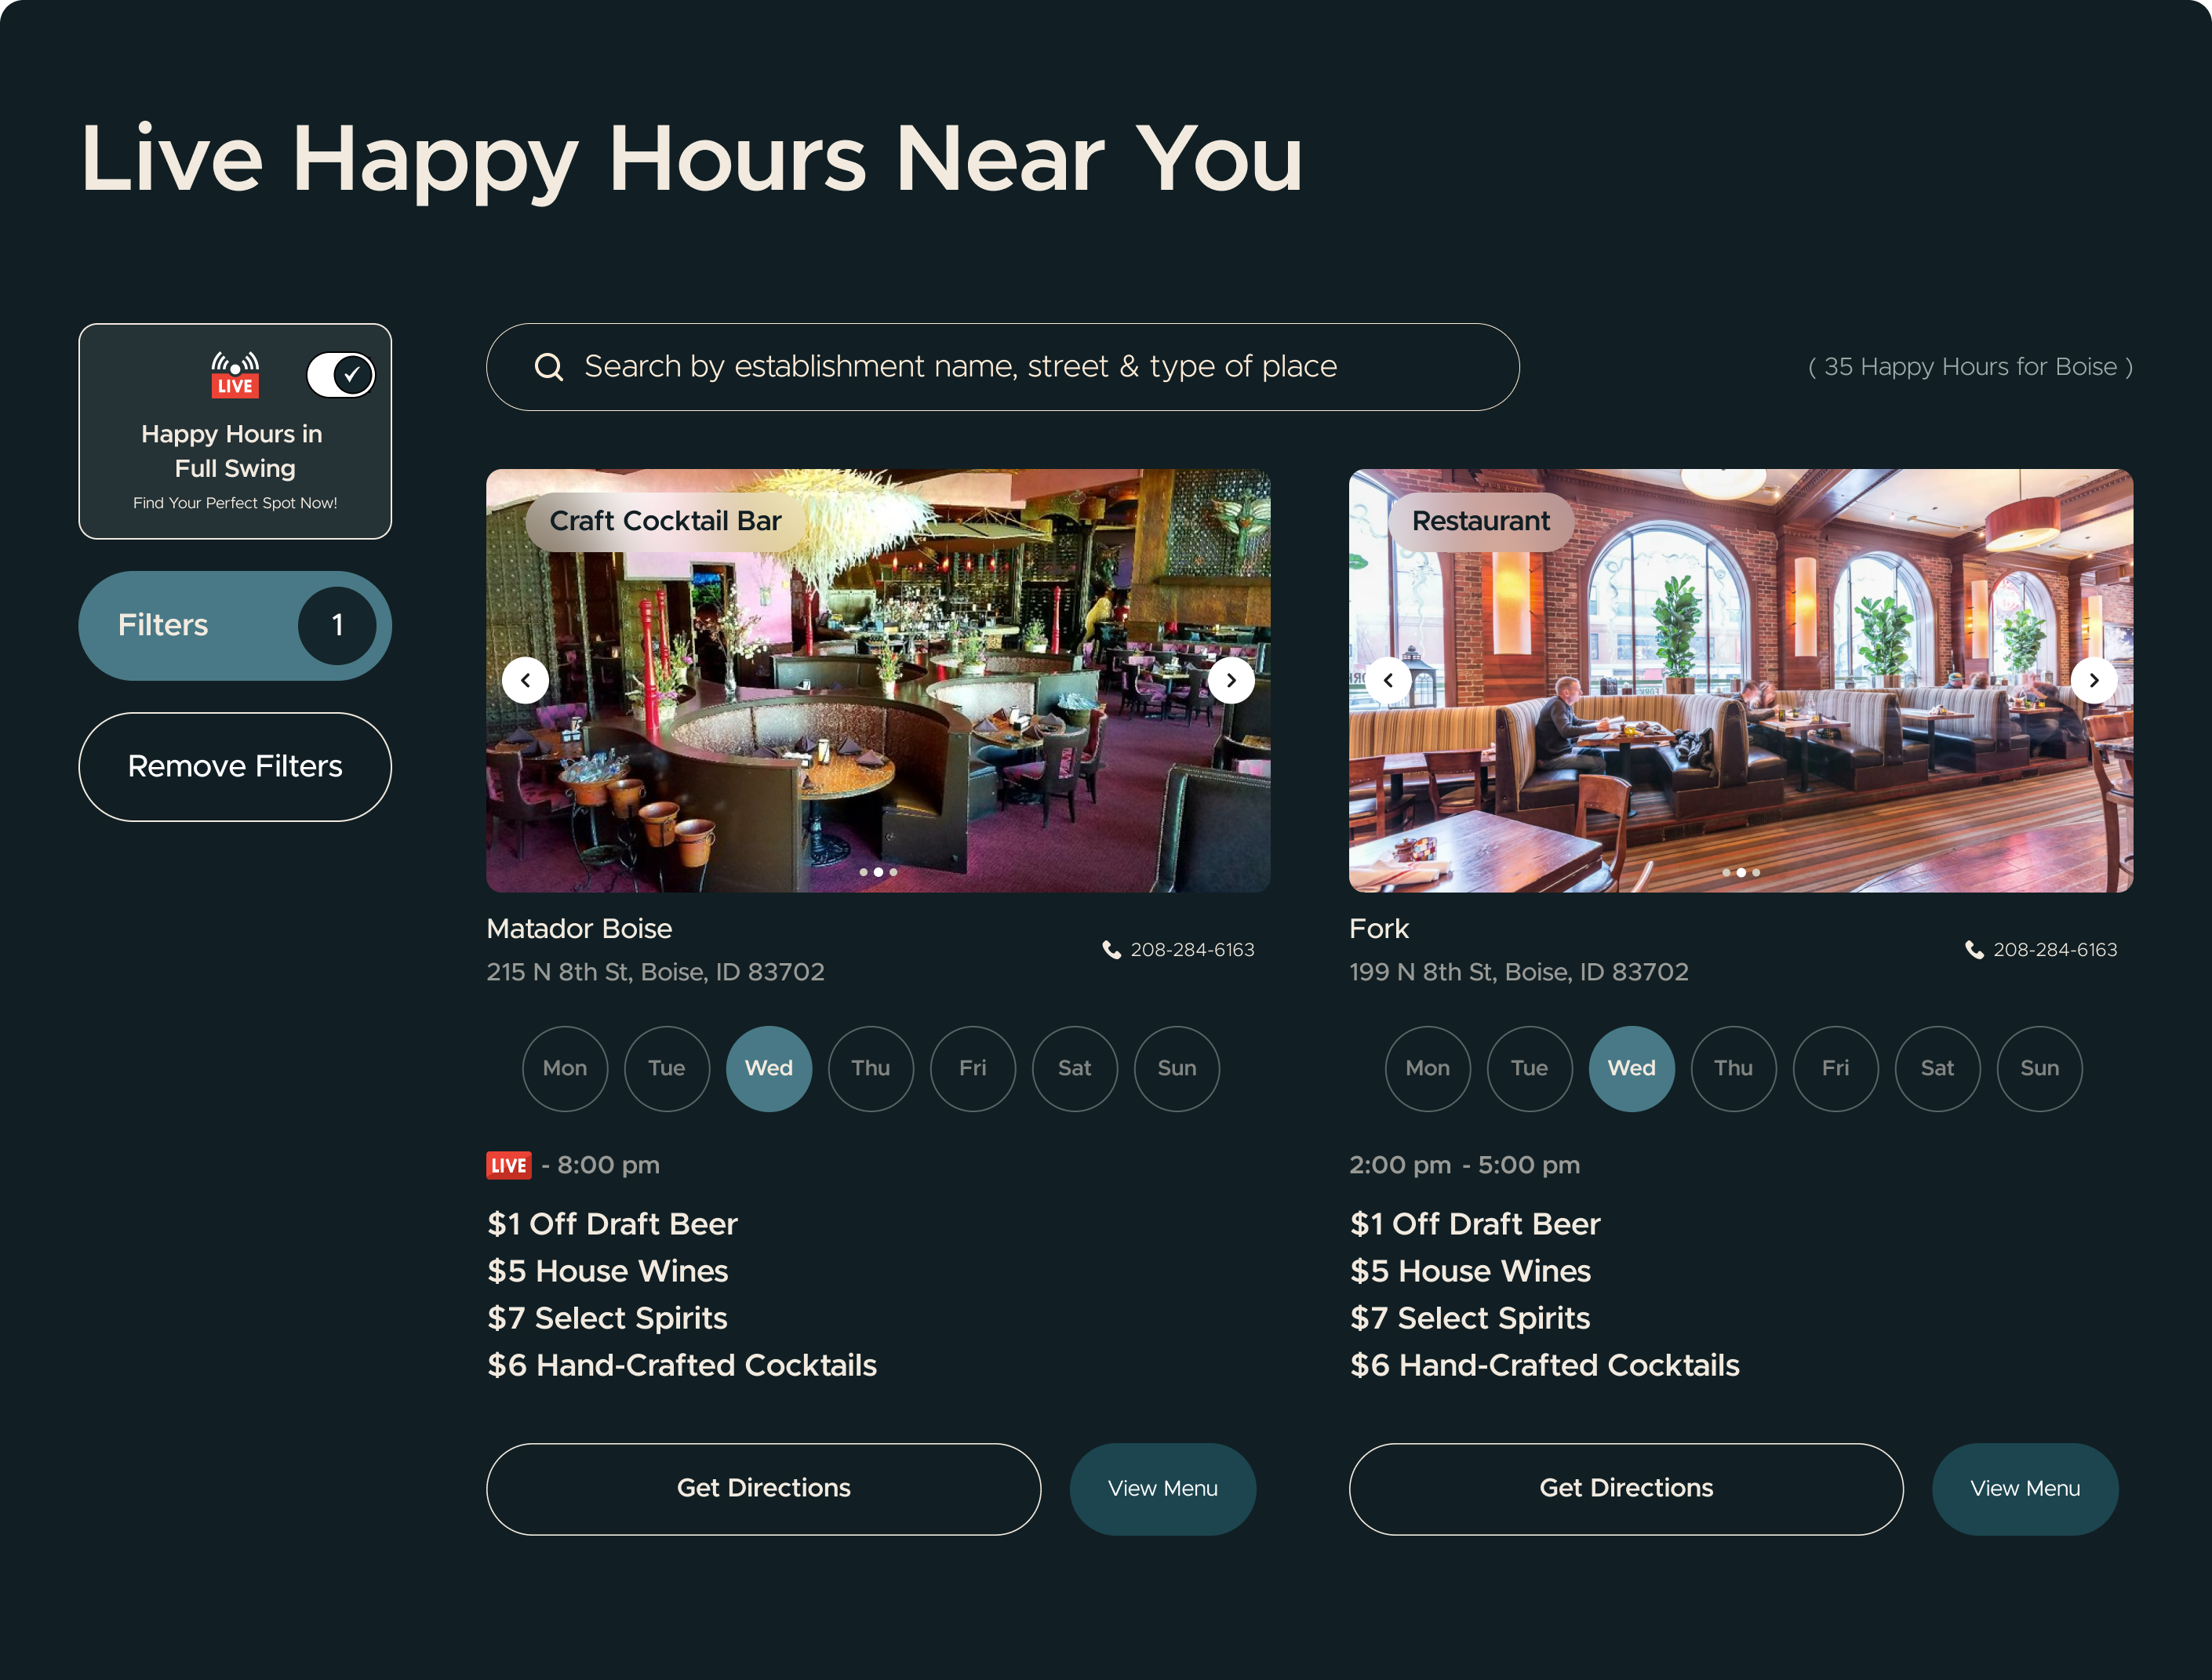 Live Happy Hours Near You
LIVE
Happy Hours in
Full Swing
Find Your Perfect Spot Now!
Filters 1
Remove Filters
Search by establishment name, street & type of place
( 35 Happy Hours for Boise )
Craft Cocktail Bar
Matador Boise
215 N 8th St, Boise, ID 83702
208-284-6163
Mon Tue Wed Thu Fri Sat Sun
LIVE - 8:00 pm
$1 Off Draft Beer
$5 House Wines
$7 Select Spirits
$6 Hand-Crafted Cocktails
Get Directions
View Menu
Restaurant
Fork
199 N 8th St, Boise, ID 83702
208-284-6163
Mon Tue Wed Thu Fri Sat Sun
2:00 pm - 5:00 pm
$1 Off Draft Beer
$5 House Wines
$7 Select Spirits
$6 Hand-Crafted Cocktails
Get Directions
View Menu